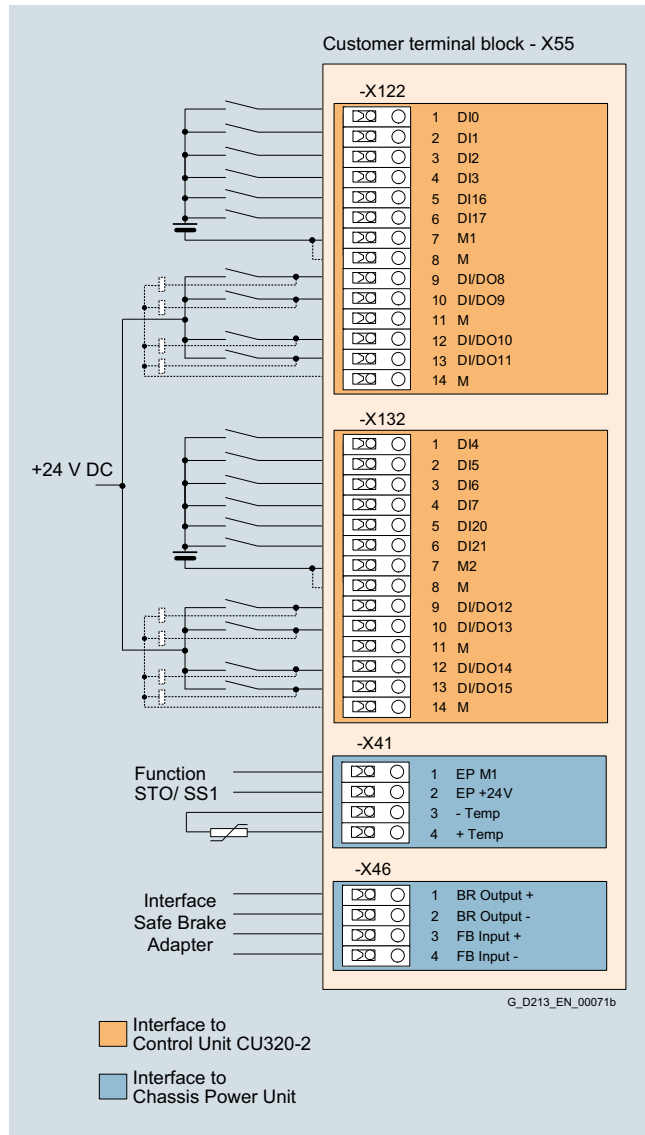 Customer terminal block - X55
-X122
1 DI0
2 DI1
3 DI2
4 DI3
5 DI16
6 DI17
7 M1
8 M
9 DI/DO8
10 DI/DO9
11 M
12 DI/DO10
13 DI/DO11
14 M
-X132
+24 V DC
1 DI4
2 DI5
3 DI6
4 DI7
5 DI20
6 DI21
7 M2
8 M
9 DI/DO12
10 DI/DO13
11 M
12 DI/DO14
13 DI/DO15
14 M
-X41
Function
STO/ SS1
1 EP M1
2 EP +24V
3 - Temp
4 + Temp
-X46
Interface
Safe Brake
Adapter
1 BR Output +
2 BR Output -
3 FB Input +
4 FB Input -
G_D213_EN_00071b
Interface to
Control Unit CU320-2
Interface to
Chassis Power Unit